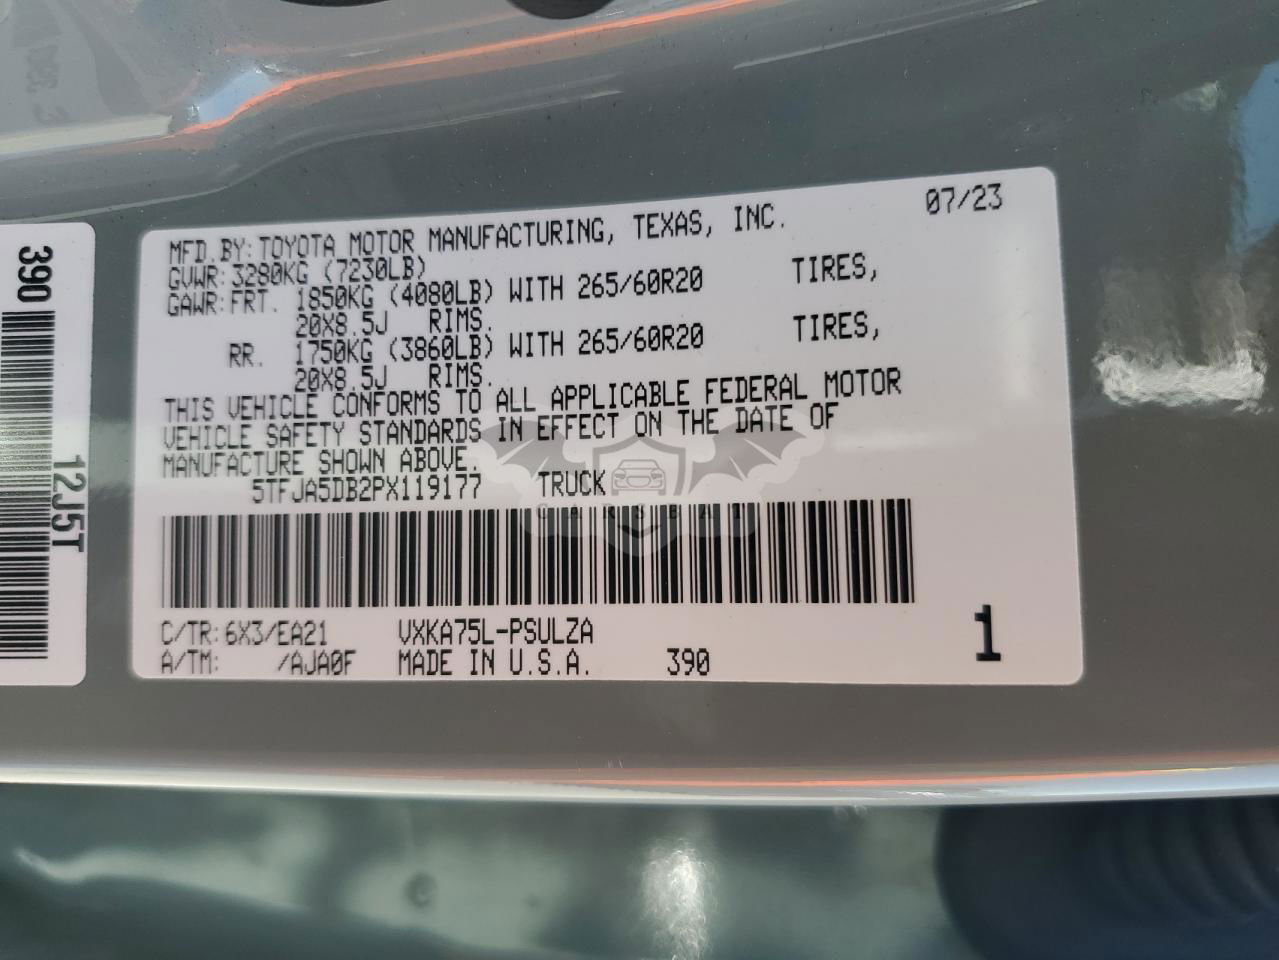 390
12J5T
MFD.BY: TOYOTA MOTOR MANUFACTURING, TEXAS, INC. 07/23
GVWR: 3280KG (7230LB)
GAWR: FRT. 1850KG (4080LB) WITH 265/60R20 TIRES,
20X8.5J RIMS.
RR. 1750KG (3860LB) WITH 265/60R20 TIRES,
20X8.5J RIMS.
THIS VEHICLE CONFORMS TO ALL APPLICABLE FEDERAL MOTOR
VEHICLE SAFETY STANDARDS IN EFFECT ON THE DATE OF
MANUFACTURE SHOWN ABOVE.
5TFJA5DB2PX119177 TRUCK
CARSBAT
C/TR: 6X3/EA21 VXKA75L-PSULZA
A/TM: /AJA0F MADE IN U.S.A. 390 1